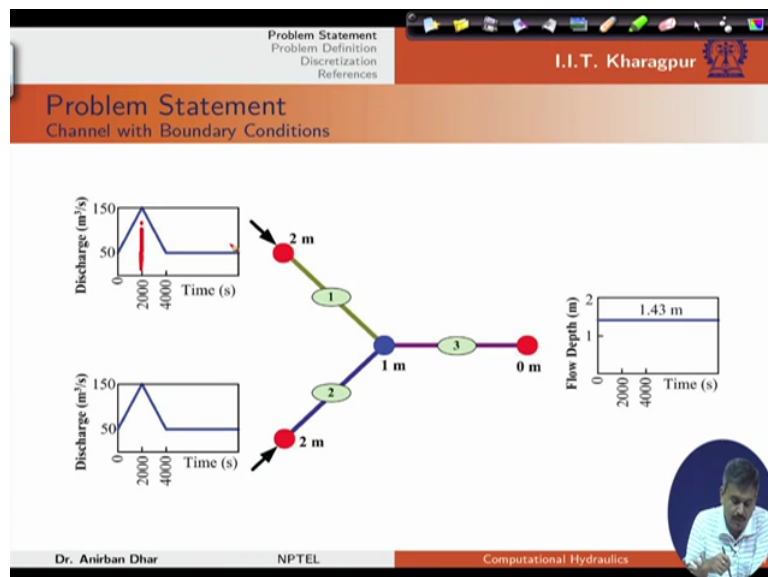 Problem Statement
Problem Definition
Discretization
References
I.I.T. Kharagpur
Problem Statement
Channel with Boundary Conditions
Discharge (m³/s)
150
50
0
2000
4000
Time (s)
2 m
1
Discharge (m³/s)
150
50
0
2000
4000
Time (s)
2
2 m
1 m
3
0 m
Flow Depth (m)
2
1
1.43 m
0
2000
4000
Time (s)
Dr. Anirban Dhar
NPTEL
Computational Hydraulics